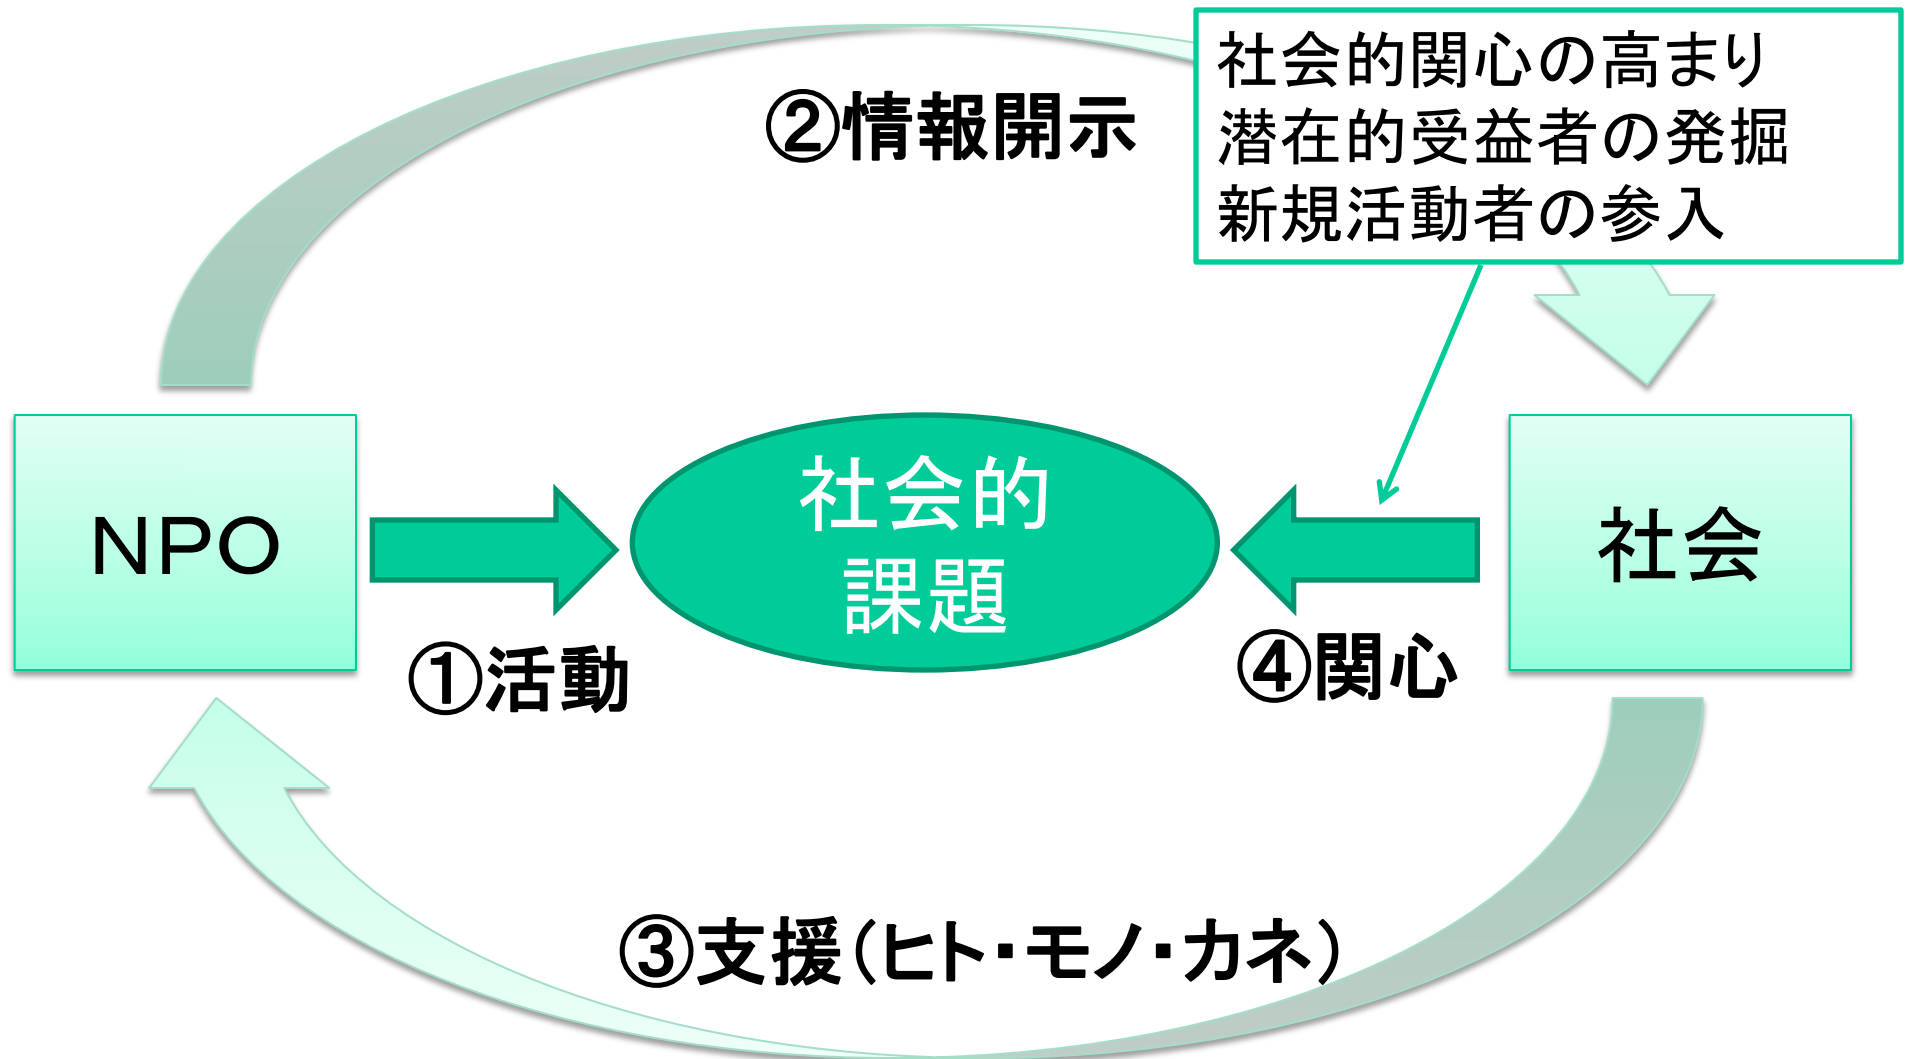 社会的関心の高まり
潜在的受益者の発掘
新規活動者の参入
②情報開示
NPO
社会的
課題
社会
①活動
④関心
③支援（ヒト・モノ・カネ）